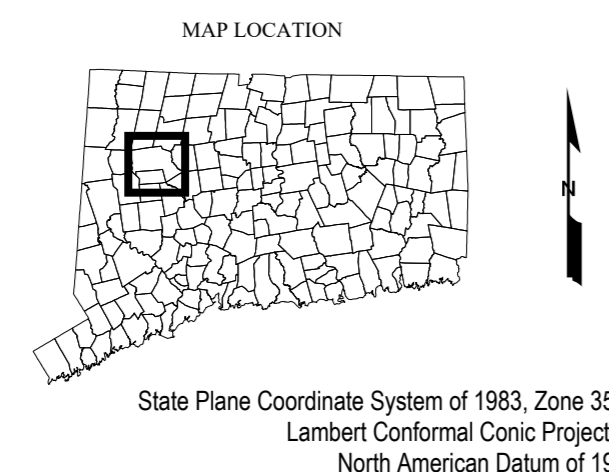 MAP LOCATION
N
State Plane Coordinate System of 1983, Zone 35
Lambert Conformal Conic Project
North American Datum of 19